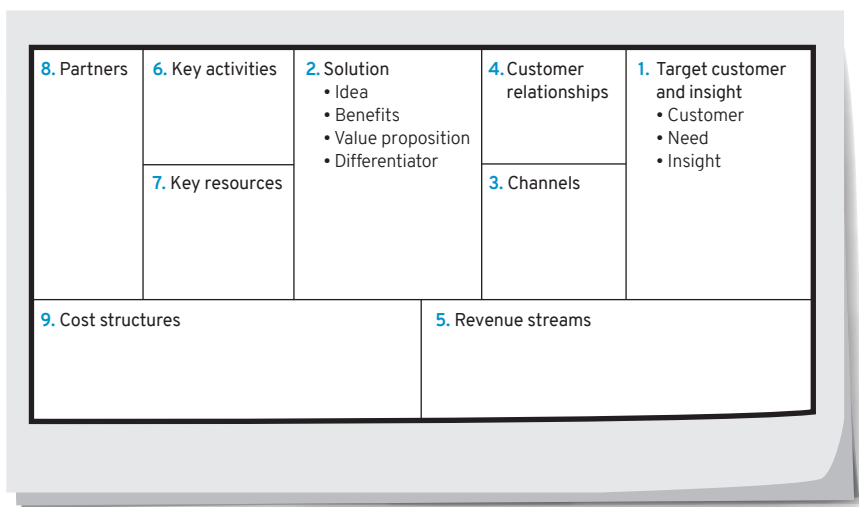 8. Partners
6. Key activities
2. Solution
• Idea
• Benefits
• Value proposition
• Differentiator
4. Customer
relationships
1. Target customer
and insight
• Customer
• Need
• Insight
7. Key resources
3. Channels
9. Cost structures
5. Revenue streams